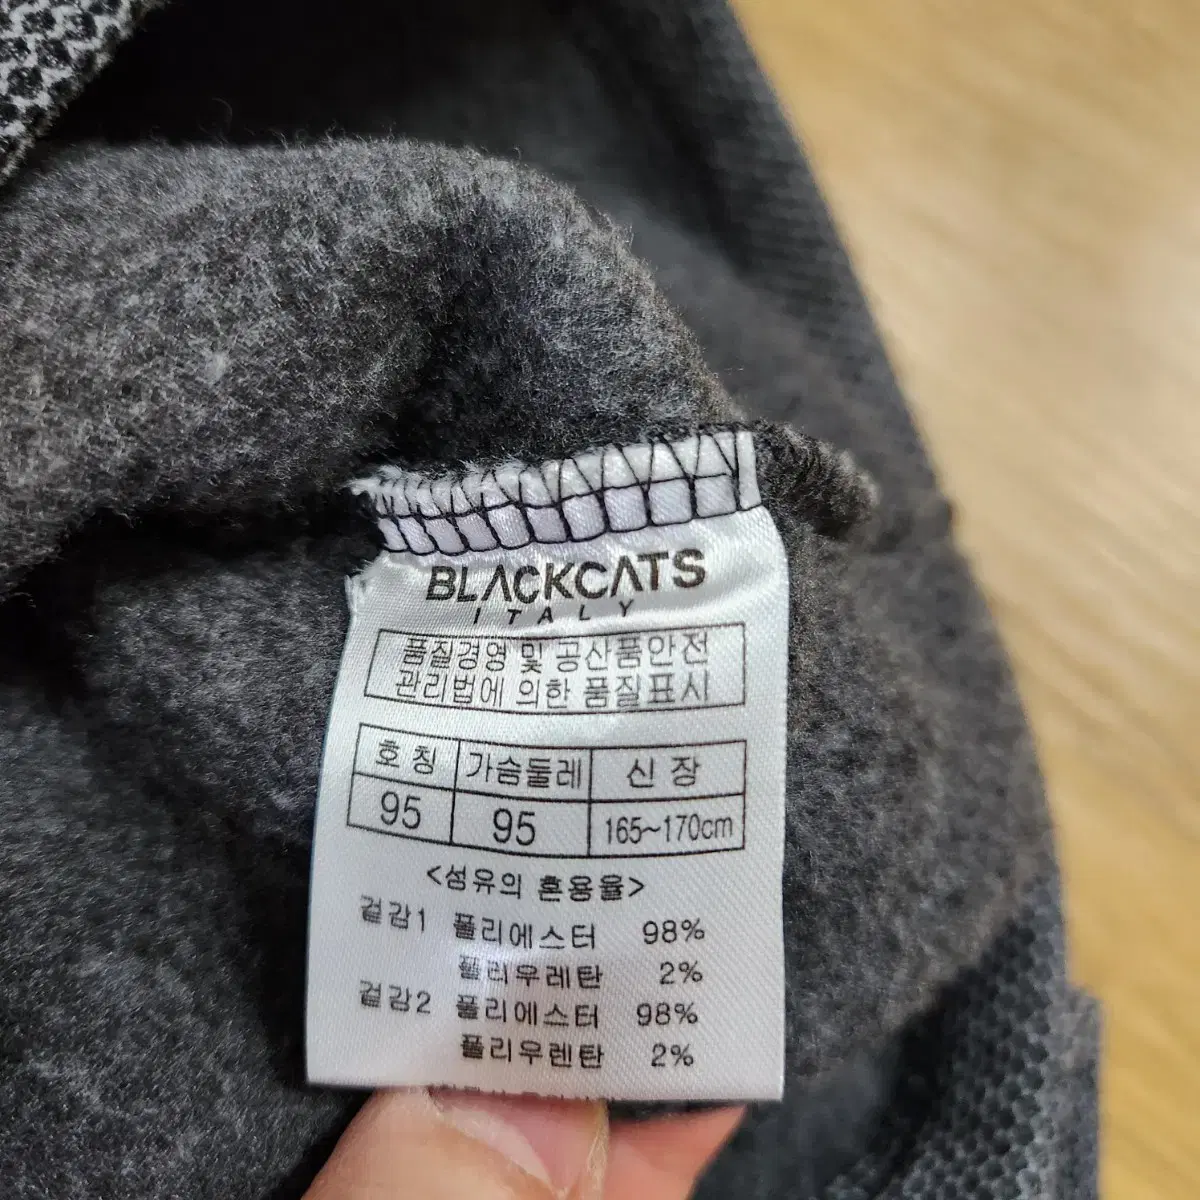 BLACKCATS
ITALY
품질경영 및 공산품안전
관리법에 의한 품질표시
호칭 가슴둘레 신장
95 95 165~170cm
<섬유의 혼용율>
겉감1 폴리에스터 98%
폴리우레탄 2%
겉감2 폴리에스터 98%
폴리우렌탄 2%